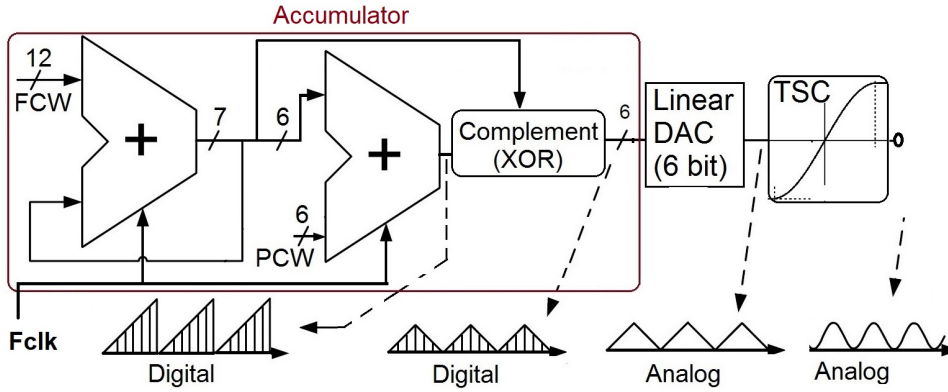 Accumulator
12
FCW
+
7
6
6
PCW
+
Complement
(XOR)
6
Linear
DAC
(6 bit)
TSC
Fclk
Digital
Digital
Analog
Analog